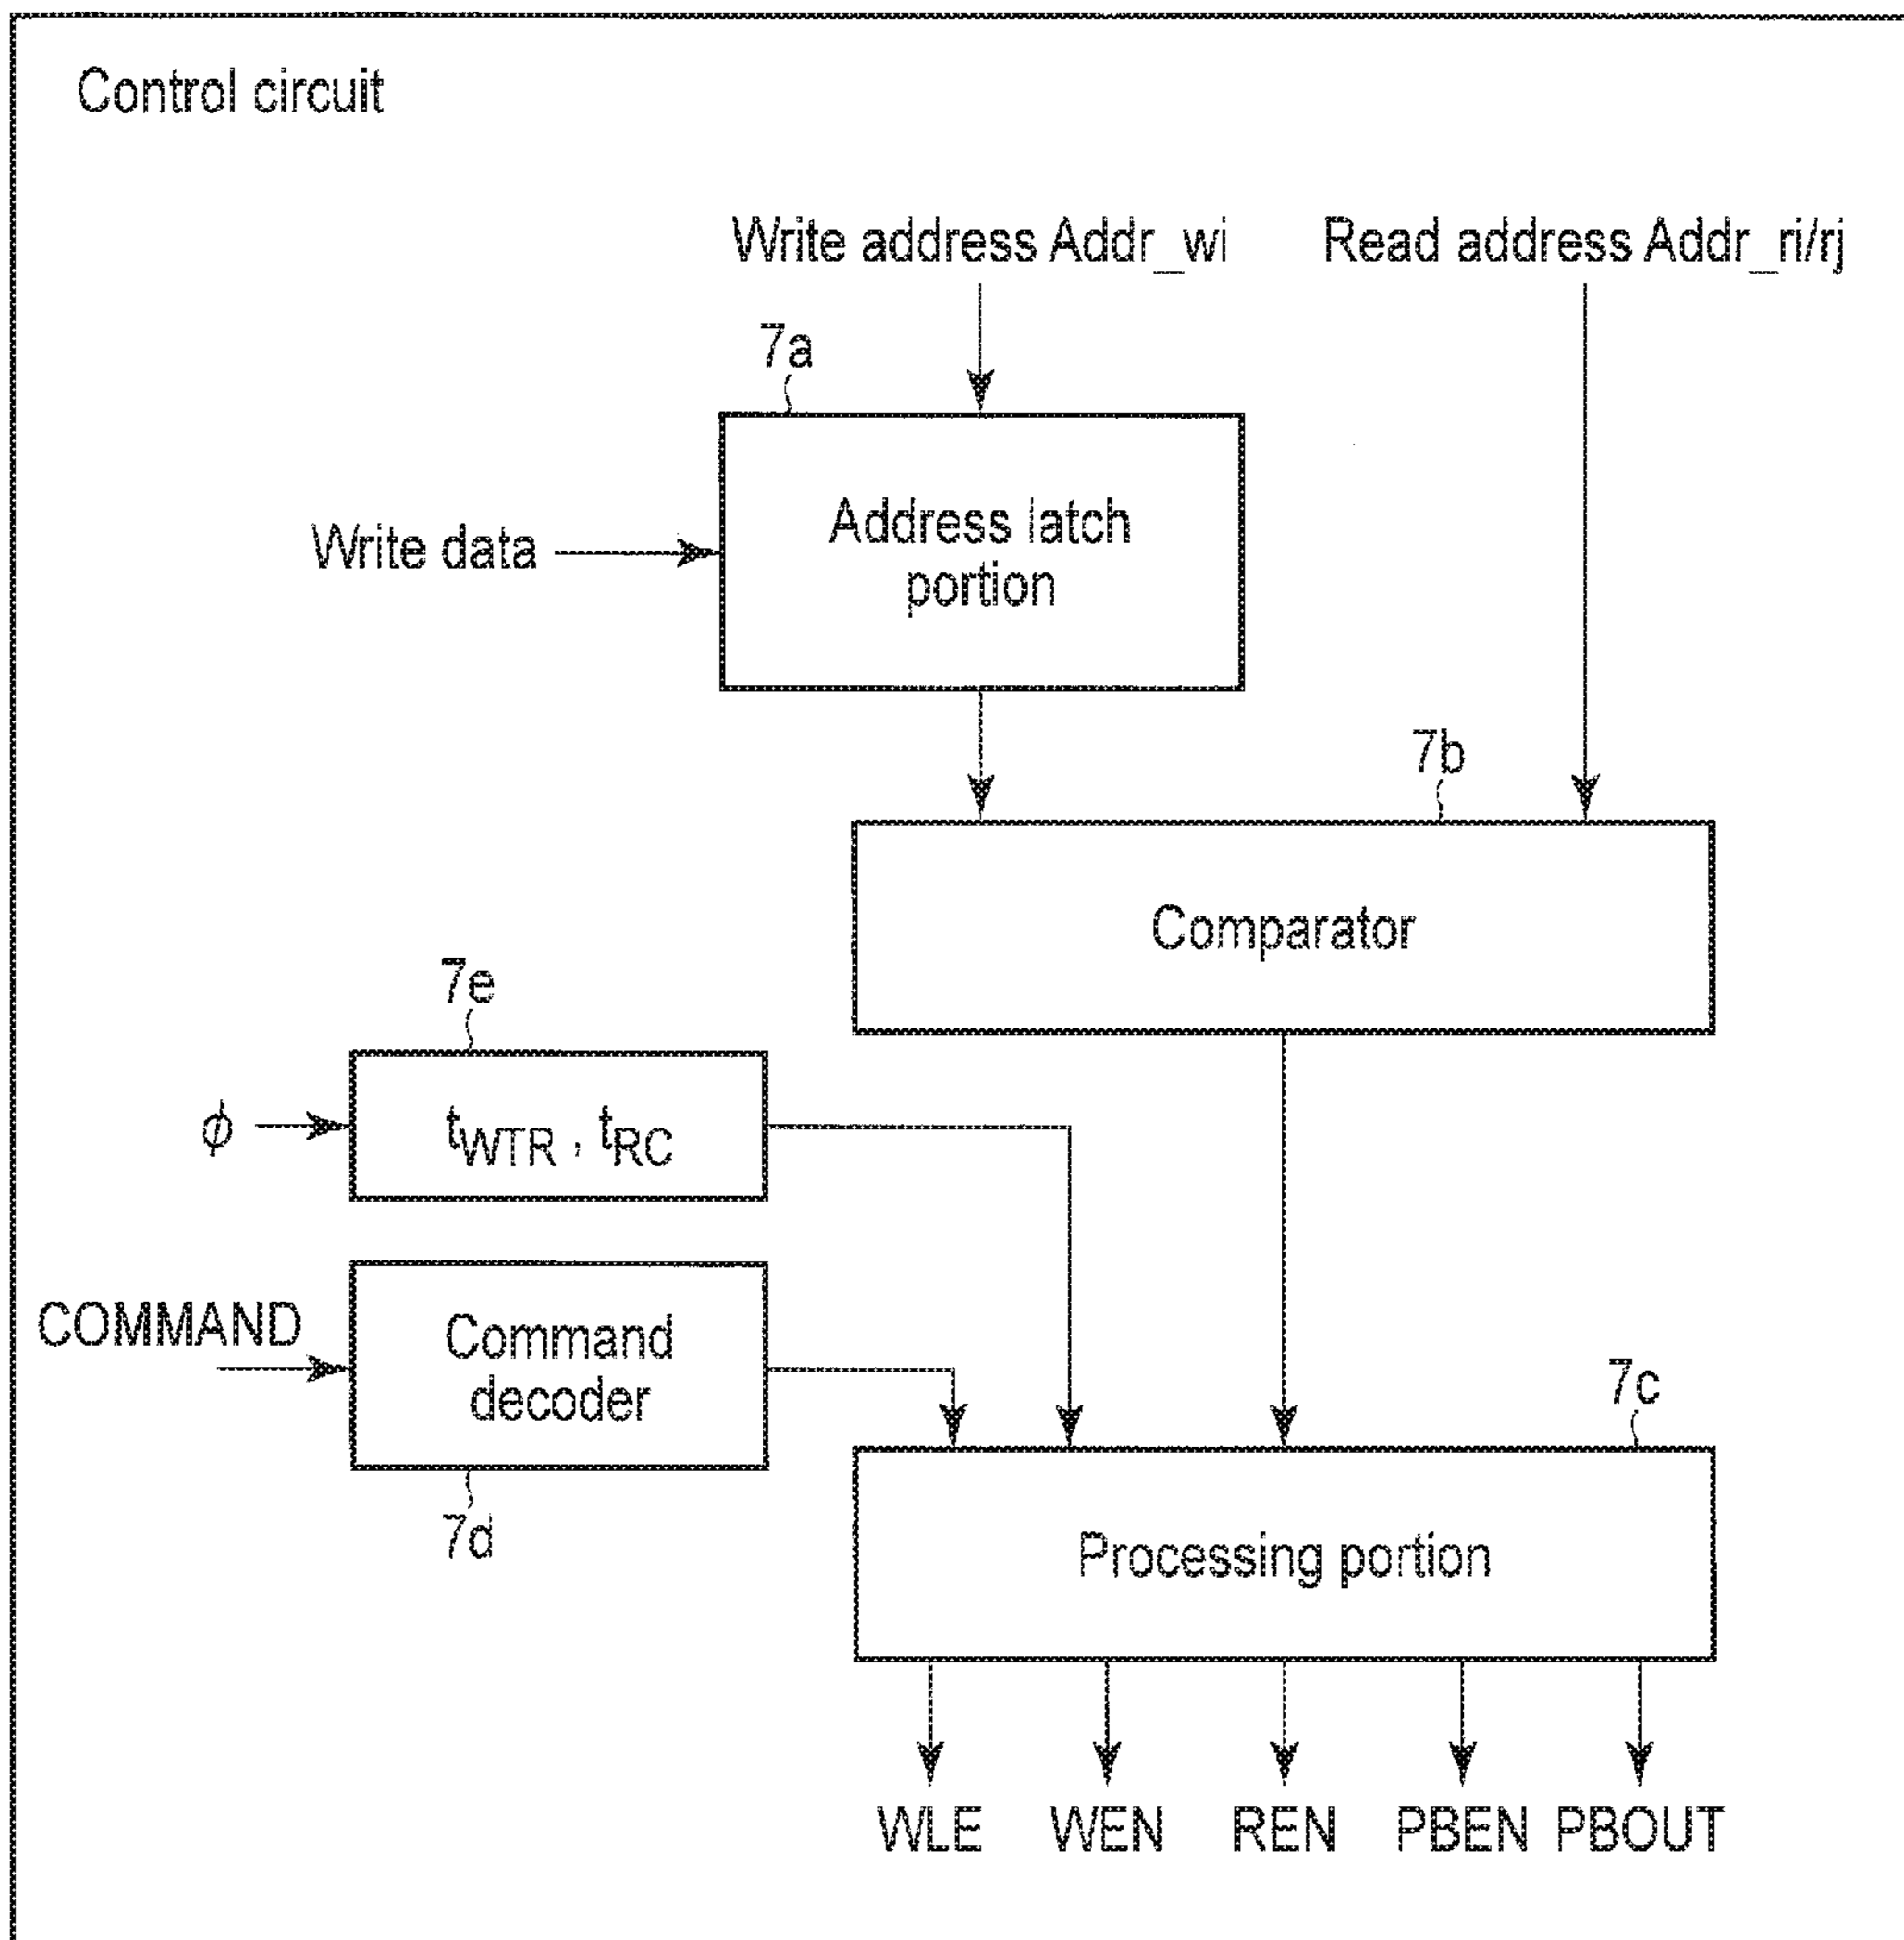 Control circuit
Write address Addr_wi Read address Addr_ri/rj
7a
Address latch
portion
Write data
7b
Comparator
7e
ϕ
tWTR , tRC
COMMAND
Command
decoder
7d
7c
Processing portion
WLE WEN REN PBEN PBOUT